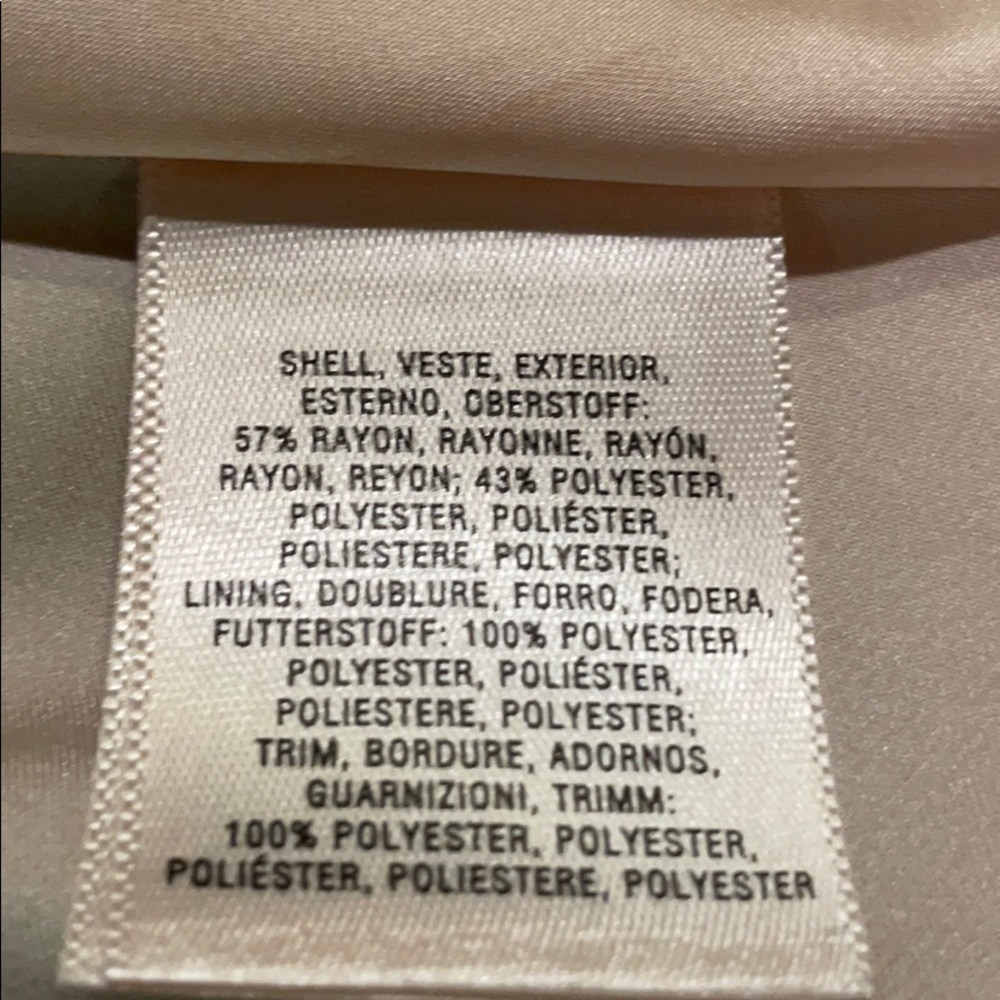 SHELL, VESTE, EXTERIOR,
ESTERNO, OBERSTOFF:
57% RAYON, RAYONNE, RAYÓN,
RAYON, REYON; 43% POLYESTER,
POLYESTER, POLIÉSTER,
POLIESTERE, POLYESTER;
LINING, DOUBLURE, FORRO, FODERA,
FUTTERSTOFF: 100% POLYESTER,
POLYESTER, POLIÉSTER,
POLIESTERE, POLYESTER;
TRIM, BORDURE, ADORNOS,
GUARNIZIONI, TRIMM:
100% POLYESTER, POLYESTER,
POLIÉSTER, POLIESTERE, POLYESTER